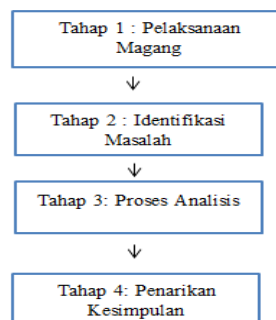 Tahap 1 : Pelaksanaan
Magang
Tahap 2 : Identifikasi
Masalah
Tahap 3: Proses Analisis
Tahap 4: Penarikan
Kesimpulan